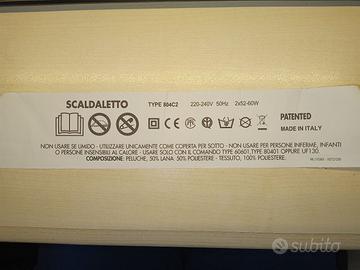 SCALDALETTO
TYPE 804C2
220-240V 50Hz 2x52-60W
PATENTED
MADE IN ITALY
NON USARE SE UMIDO - UTILIZZARE UNICAMENTE COME COPERTA PER SOTTO - NON USARE PER PERSONE INFERME, INFANTI
O PERSONE INSENSIBILI AL CALORE - USARE SOLO CON IL COMANDO TYPE 60601,TYPE 80401 OPPURE UF130.
COMPOSIZIONE: PELUCHE, 50% LANA 50% POLIESTERE - TESSUTO, 100% POLIESTERE.
subito